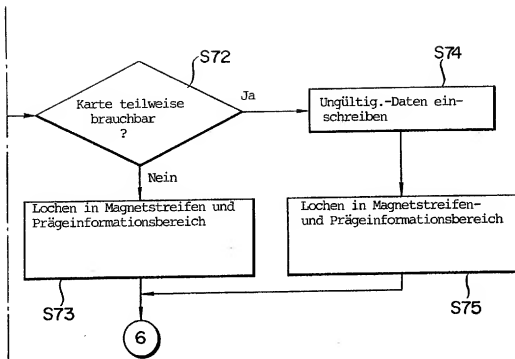 S72
Karte teilweise
brauchbar
?
Ja
S74
Ungültig.-Daten ein-
schreiben
Nein
Lochen in Magnetstreifen und
Prägeinformationsbereich
S73
Lochen in Magnetstreifen-
und Prägeinformationsbereich
S75
6